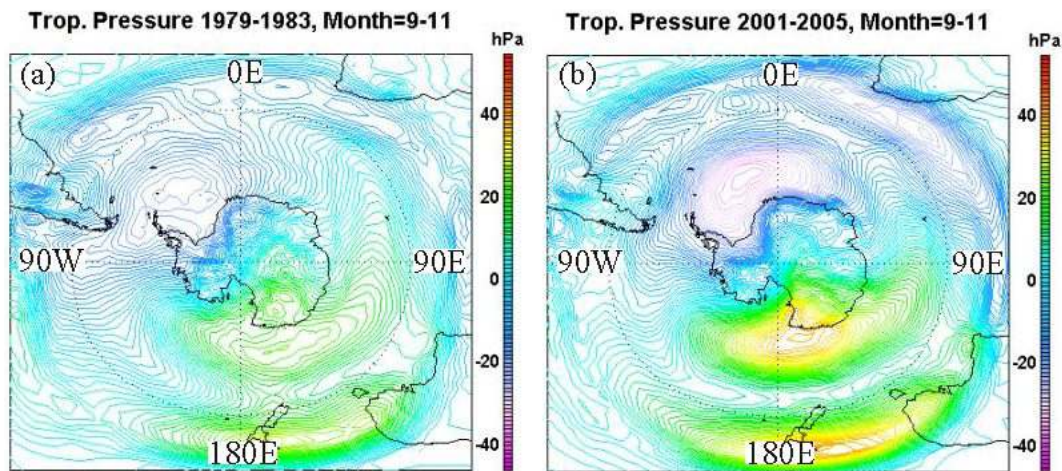 Trop. Pressure 1979-1983, Month=9-11
hPa
(a)
0E
40
20
0
-20
-40
90W
90E
180E
Trop. Pressure 2001-2005, Month=9-11
hPa
(b)
0E
40
20
0
-20
-40
90W
90E
180E